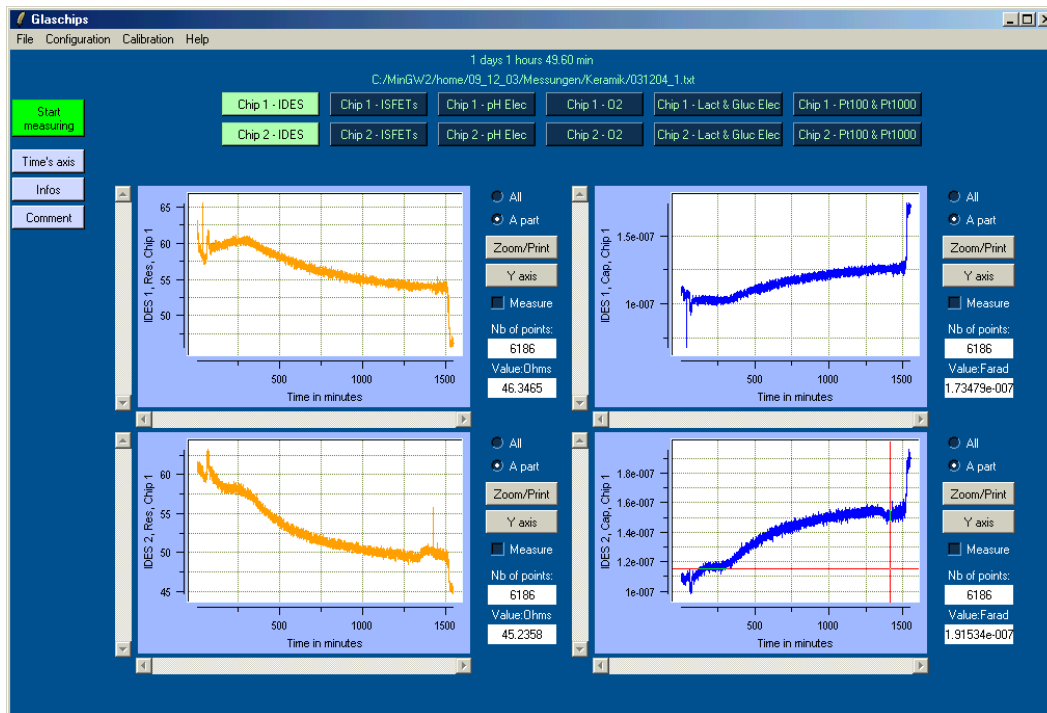 Glaschips
File Configuration Calibration Help
1 days 1 hours 49.60 min
C:/MinGW2/home/09_12_03/Messungen/Keramik/031204_1.txt
Start measuring
Time's axis
Infos
Comment
Chip 1 - IDES Chip 1 - ISFETs Chip 1 - pH Elec Chip 1 - O2 Chip 1 - Lact & Gluc Elec Chip 1 - Pt100 & Pt1000
Chip 2 - IDES Chip 2 - ISFETs Chip 2 - pH Elec Chip 2 - O2 Chip 2 - Lact & Gluc Elec Chip 2 - Pt100 & Pt1000
IDES 1, Res, Chip 1
65
60
55
50
500 1000 1500
Time in minutes
All
A part
Zoom/Print
Y axis
Measure
Nb of points:
6186
Value:Ohms
46.3465
IDES 1, Cap, Chip 1
1.5e-007
1e-007
500 1000 1500
Time in minutes
All
A part
Zoom/Print
Y axis
Measure
Nb of points:
6186
Value:Farad
1.73479e-007
IDES 2, Res, Chip 1
60
55
50
45
500 1000 1500
Time in minutes
All
A part
Zoom/Print
Y axis
Measure
Nb of points:
6186
Value:Ohms
45.2358
IDES 2, Cap, Chip 1
1.8e-007
1.6e-007
1.4e-007
1.2e-007
1e-007
500 1000 1500
Time in minutes
All
A part
Zoom/Print
Y axis
Measure
Nb of points:
6186
Value:Farad
1.91534e-007